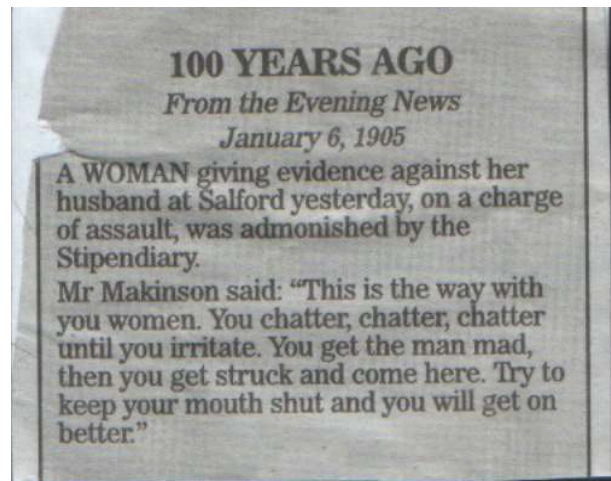 100 YEARS AGO
From the Evening News
January 6, 1905
A WOMAN giving evidence against her
husband at Salford yesterday, on a charge
of assault, was admonished by the
Stipendiary.
Mr Makinson said: “This is the way with
you women. You chatter, chatter, chatter
until you irritate. You get the man mad,
then you get struck and come here. Try to
keep your mouth shut and you will get on
better.”